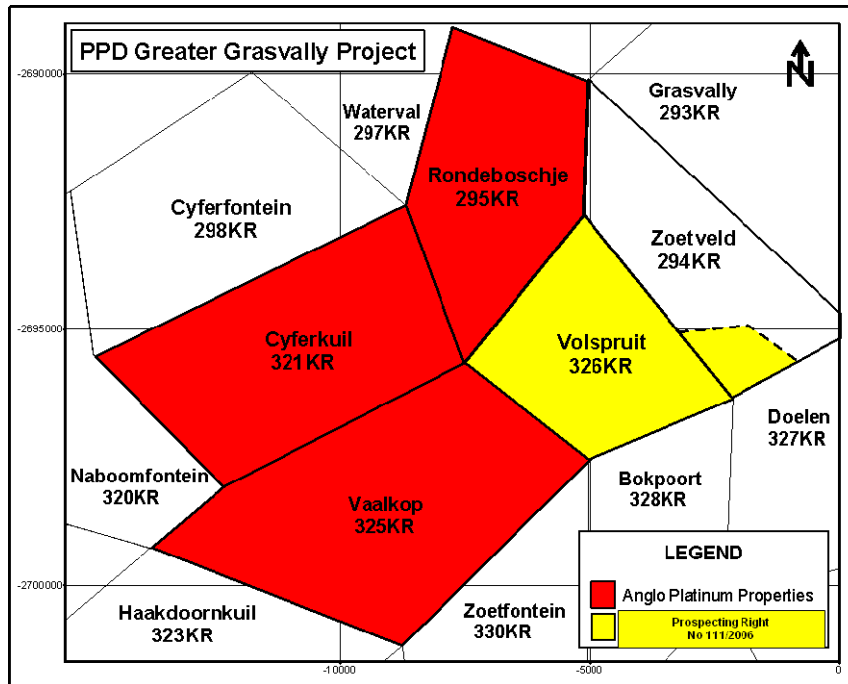 PPD Greater Grasvally Project
N
-2690000
-2695000
-2700000
-10000
-5000
0
Waterval
297KR
Grasvally
293KR
Rondeboschje
295KR
Cyferfontein
298KR
Zoetveld
294KR
Cyferkuil
321KR
Volspruit
326KR
Doelen
327KR
Naboomfontein
320KR
Vaalkop
325KR
Bokpoort
328KR
Haakdoornkuil
323KR
Zoetfontein
330KR
LEGEND
Anglo Platinum Properties
Prospecting Right
No 111/2006